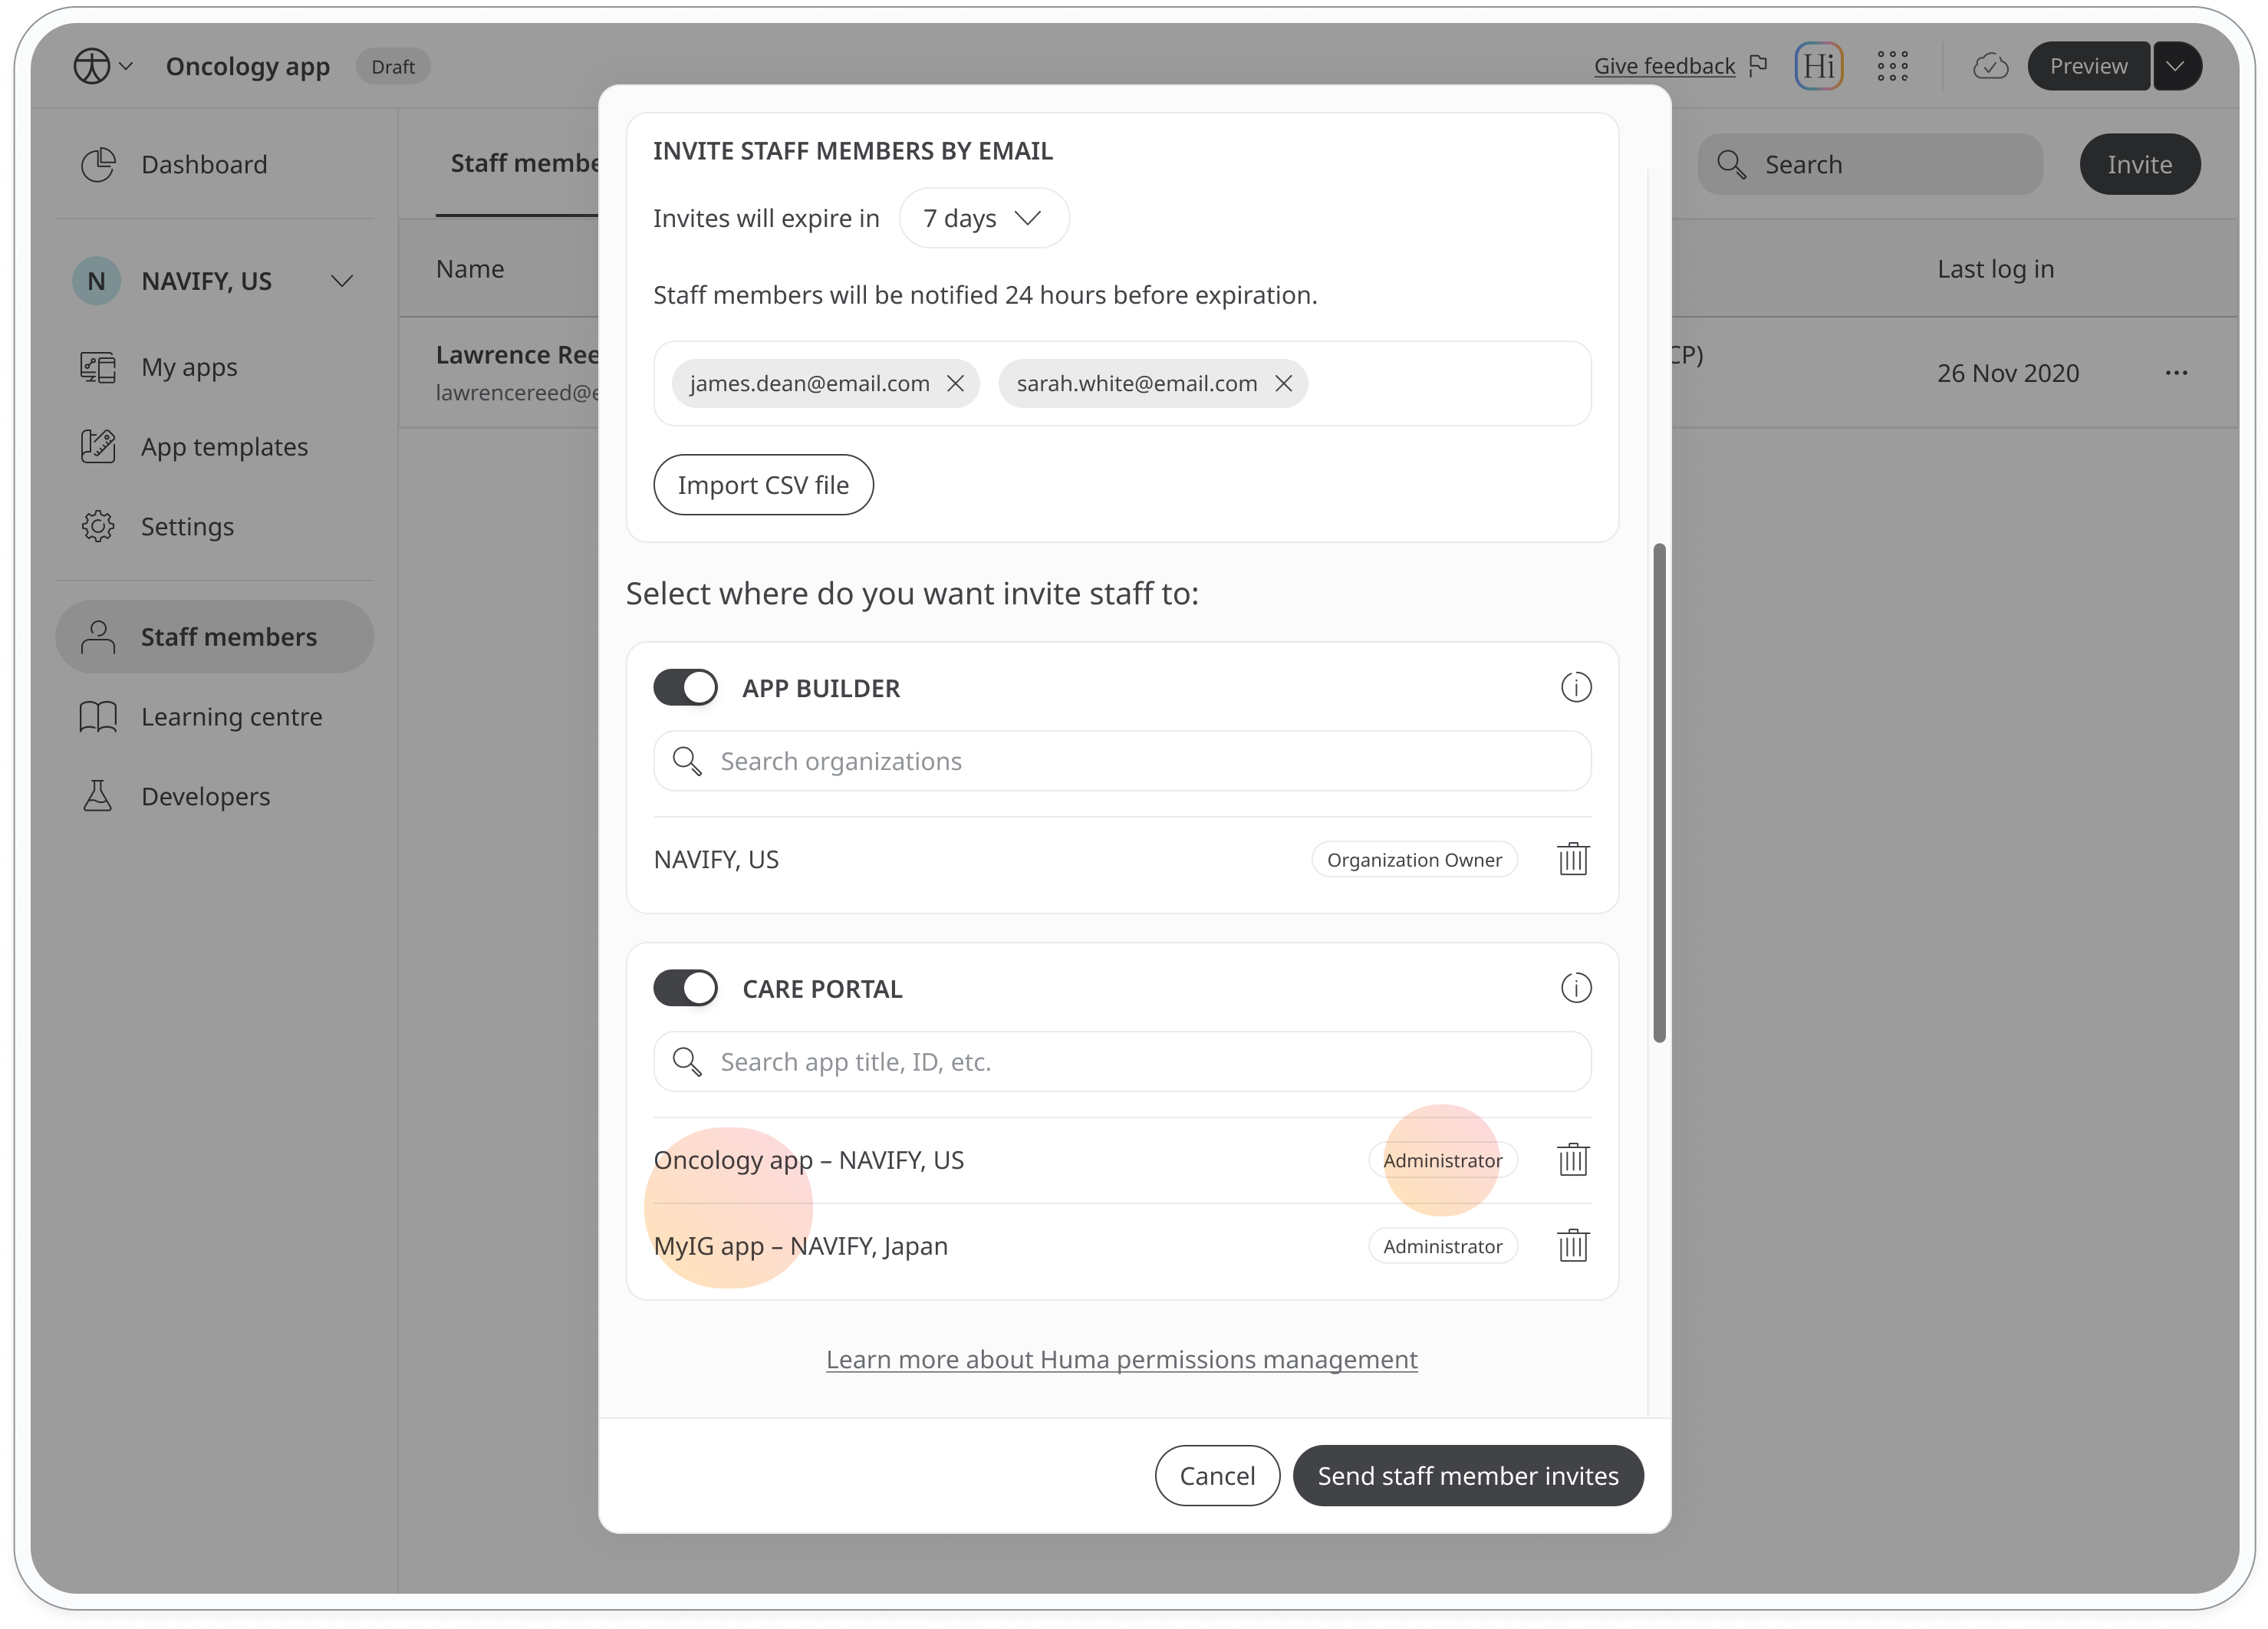 Oncology app
Draft
Give feedback
Hi
Preview
Dashboard
NAVIFY, US
N
My apps
App templates
Settings
Staff members
Learning centre
Developers
Staff membe
Search
Invite
Name
Last log in
Lawrence Ree
lawrencereed@e
CP)
26 Nov 2020
INVITE STAFF MEMBERS BY EMAIL
Invites will expire in 7 days
Staff members will be notified 24 hours before expiration.
james.dean@email.com sarah.white@email.com
Import CSV file
Select where do you want invite staff to:
APP BUILDER
Search organizations
NAVIFY, US Organization Owner
CARE PORTAL
Search app title, ID, etc.
Oncology app – NAVIFY, US Administrator
MyIG app – NAVIFY, Japan Administrator
Learn more about Huma permissions management
Cancel Send staff member invites